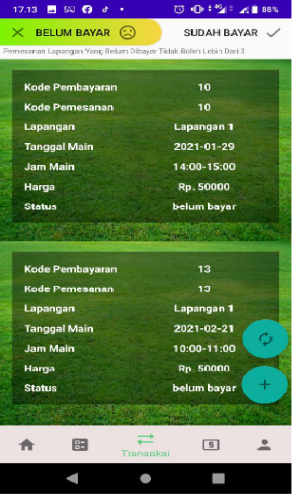 17.13 88%
BELUM BAYAR SUDAH BAYAR
Pemesanan Lapangan Yang Belum Dibayar Tidak Boleh Lebih Dari 3
Kode Pembayaran 10
Kode Pemesanan 10
Lapangan Lapangan 1
Tanggal Main 2021-01-29
Jam Main 14:00-15:00
Harga Rp. 50000
Status belum bayar
Kode Pembayaran 13
Kode Pemesanan 13
Lapangan Lapangan 1
Tanggal Main 2021-02-21
Jam Main 10:00-11:00
Harga Rp. 50000
Status belum bayar
Transaksi